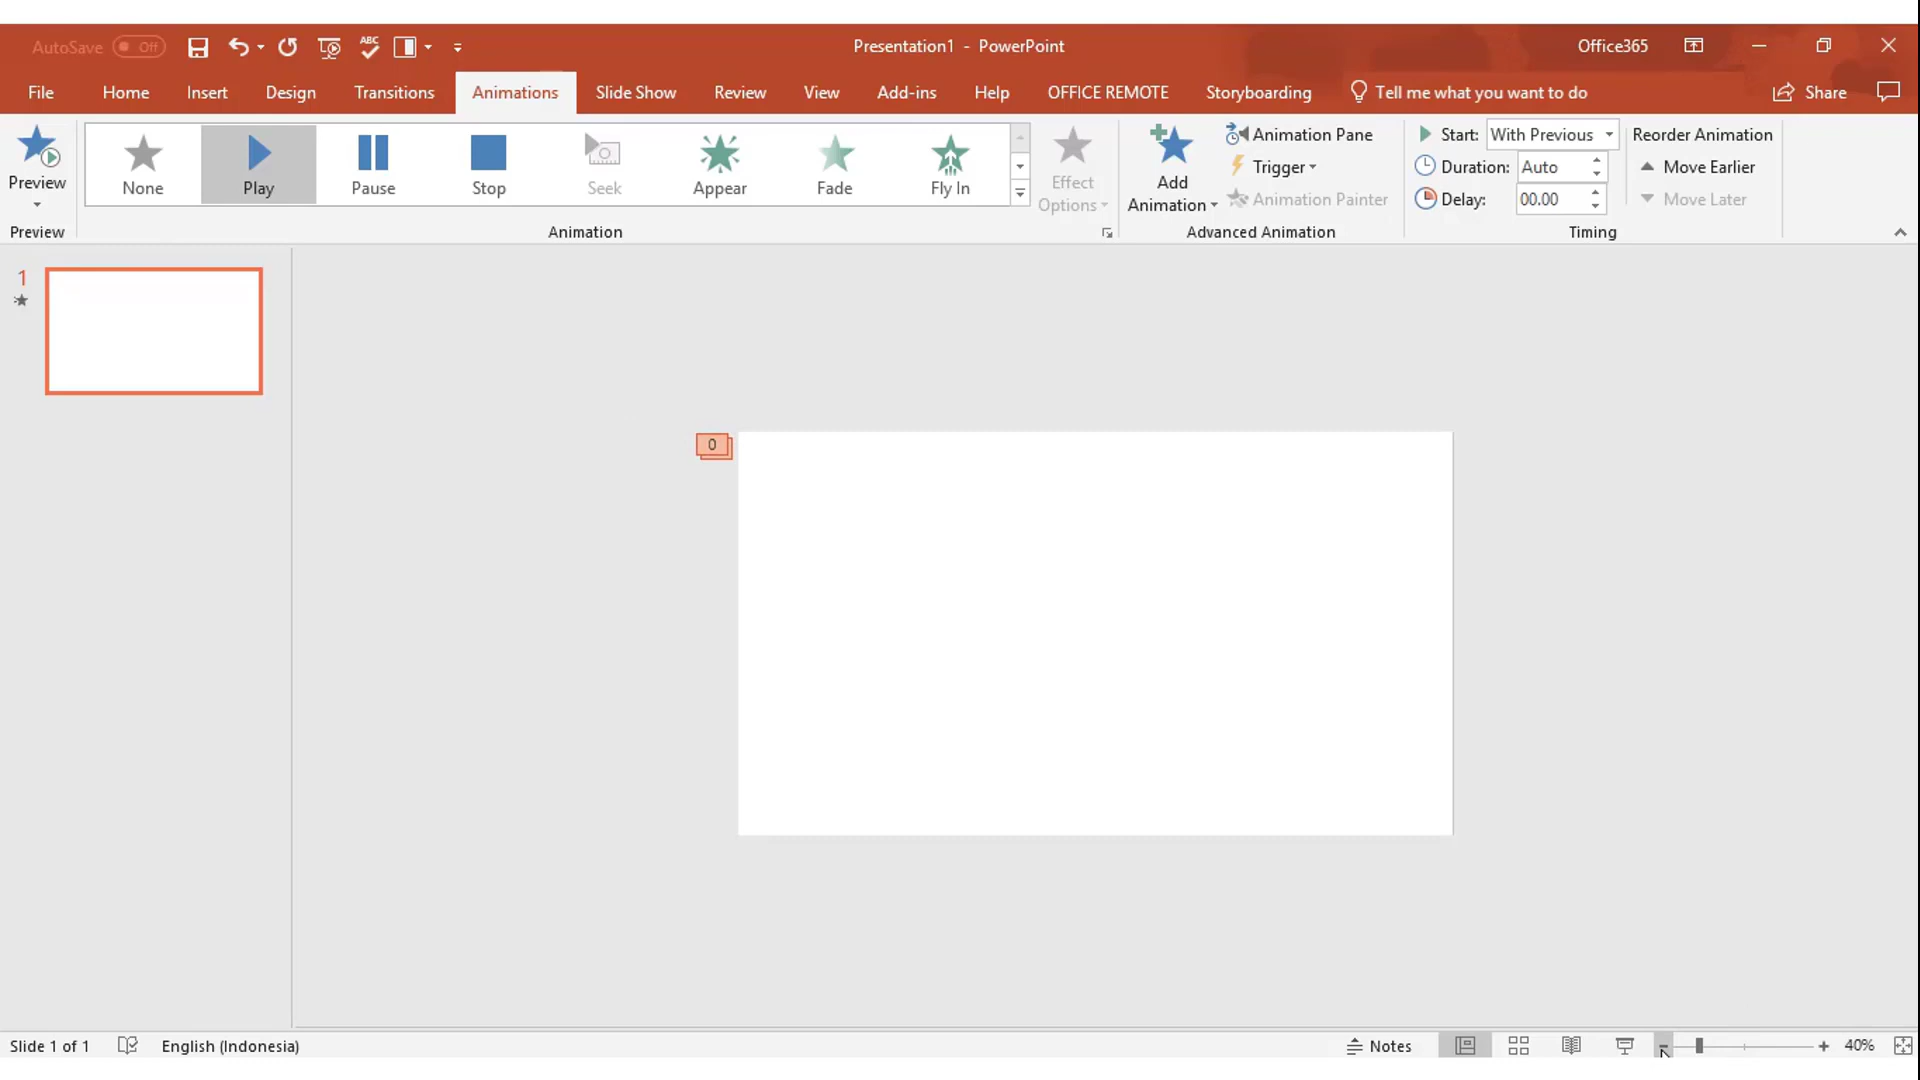 AutoSave Off ABC Presentation1 - PowerPoint Office365
File Home Insert Design Transitions Animations Slide Show Review View Add-ins Help OFFICE REMOTE Storyboarding Tell me what you want to do Share
Preview
Preview
None Play Pause Stop Seek Appear Fade Fly In
Animation
Effect
Options
Add
Animation
Animation Pane
Trigger
Animation Painter
Advanced Animation
Start: With Previous
Duration: Auto
Delay: 00.00
Reorder Animation
Move Earlier
Move Later
Timing
1
0
Slide 1 of 1 English (Indonesia) Notes 40%